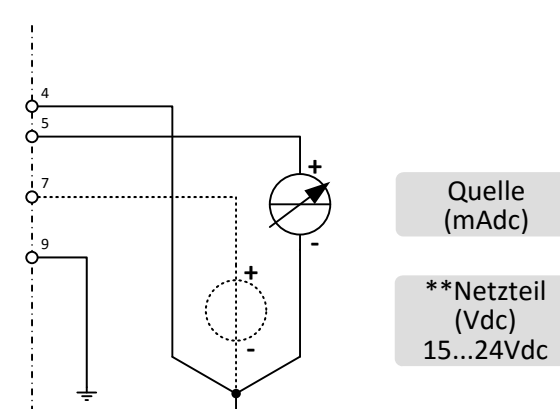 4
5
7
9
+
-
+
-
Quelle
(mAdc)
**Netzteil
(Vdc)
15...24Vdc